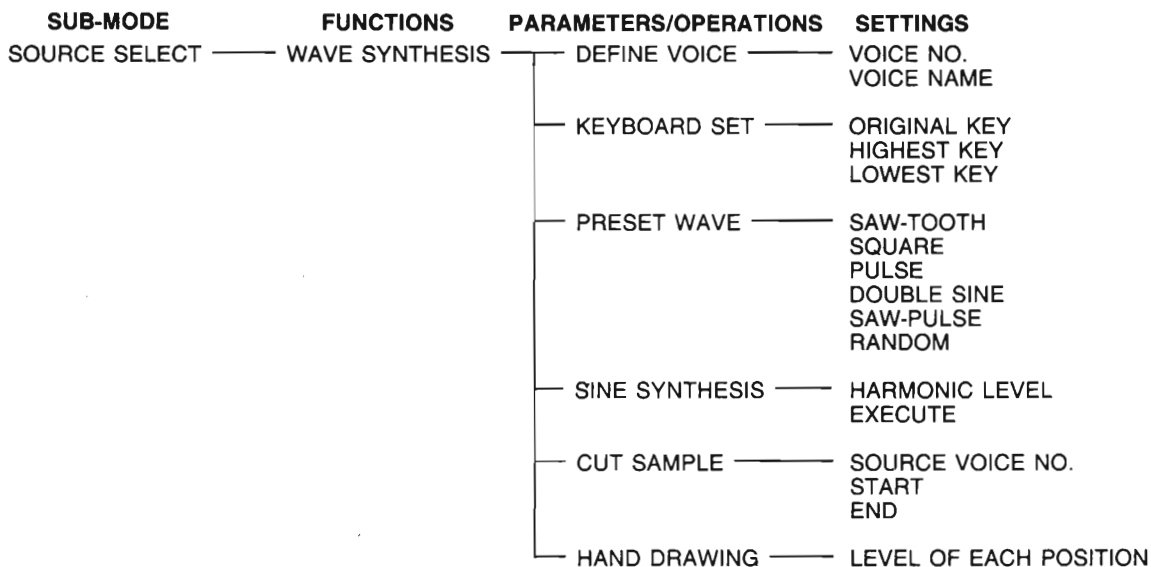 SUB-MODE FUNCTIONS PARAMETERS/OPERATIONS SETTINGS
SOURCE SELECT WAVE SYNTHESIS DEFINE VOICE VOICE NO.
VOICE NAME
KEYBOARD SET ORIGINAL KEY
HIGHEST KEY
LOWEST KEY
PRESET WAVE SAW-TOOTH
SQUARE
PULSE
DOUBLE SINE
SAW-PULSE
RANDOM
SINE SYNTHESIS HARMONIC LEVEL
EXECUTE
CUT SAMPLE SOURCE VOICE NO.
START
END
HAND DRAWING LEVEL OF EACH POSITION